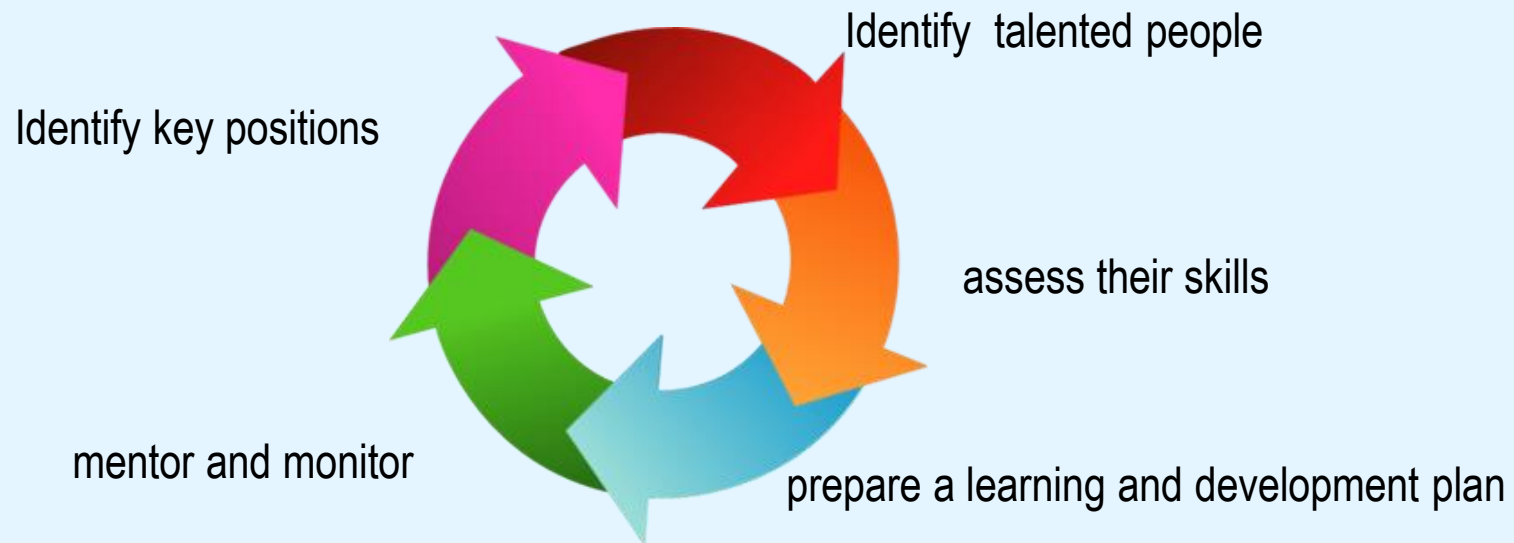 Identify  talented people
Identify key positions
assess their skills
mentor and monitor
prepare a learning and development plan